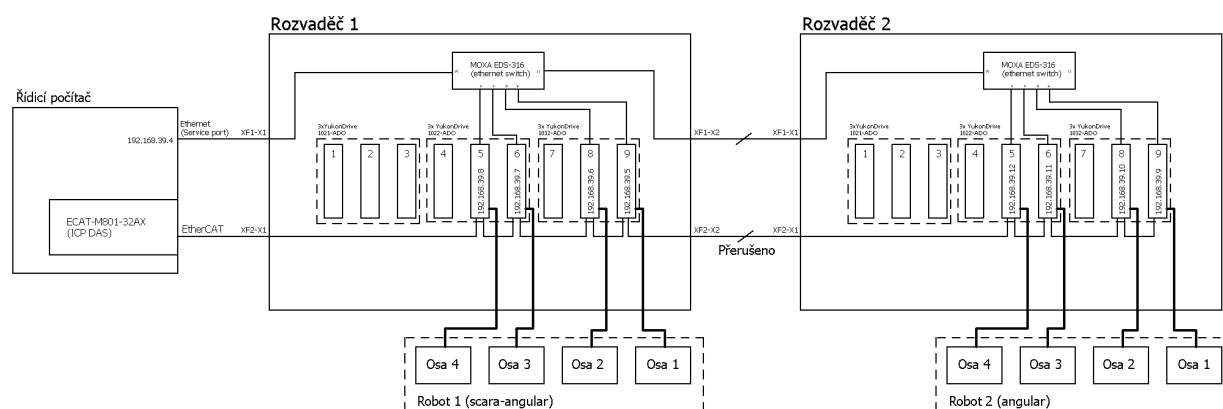 Rozvaděč 1
Rozvaděč 2
Řídicí počítač
192.168.39.4
Ethernet
(Service port)
XF1-X1
MOXA EDS-316
(ethernet switch)
3xYukonDrive
1021-ADO
3x YukonDrive
1022-ADO
3x YukonDrive
1032-ADO
1
2
3
4
5
6
7
8
9
192.168.39.8
192.168.39.7
192.168.39.6
192.168.39.5
ECAT-M801-32AX
(ICP DAS)
EtherCAT
XF2-X1
XF1-X2
XF1-X1
XF2-X2
XF2-X1
Přerušeno
MOXA EDS-316
(ethernet switch)
3xYukonDrive
1021-ADO
3x YukonDrive
1022-ADO
3x YukonDrive
1032-ADO
1
2
3
4
5
6
7
8
9
192.168.39.12
192.168.39.11
192.168.39.10
192.168.39.9
Osa 4
Osa 3
Osa 2
Osa 1
Robot 1 (scara-angular)
Osa 4
Osa 3
Osa 2
Osa 1
Robot 2 (angular)